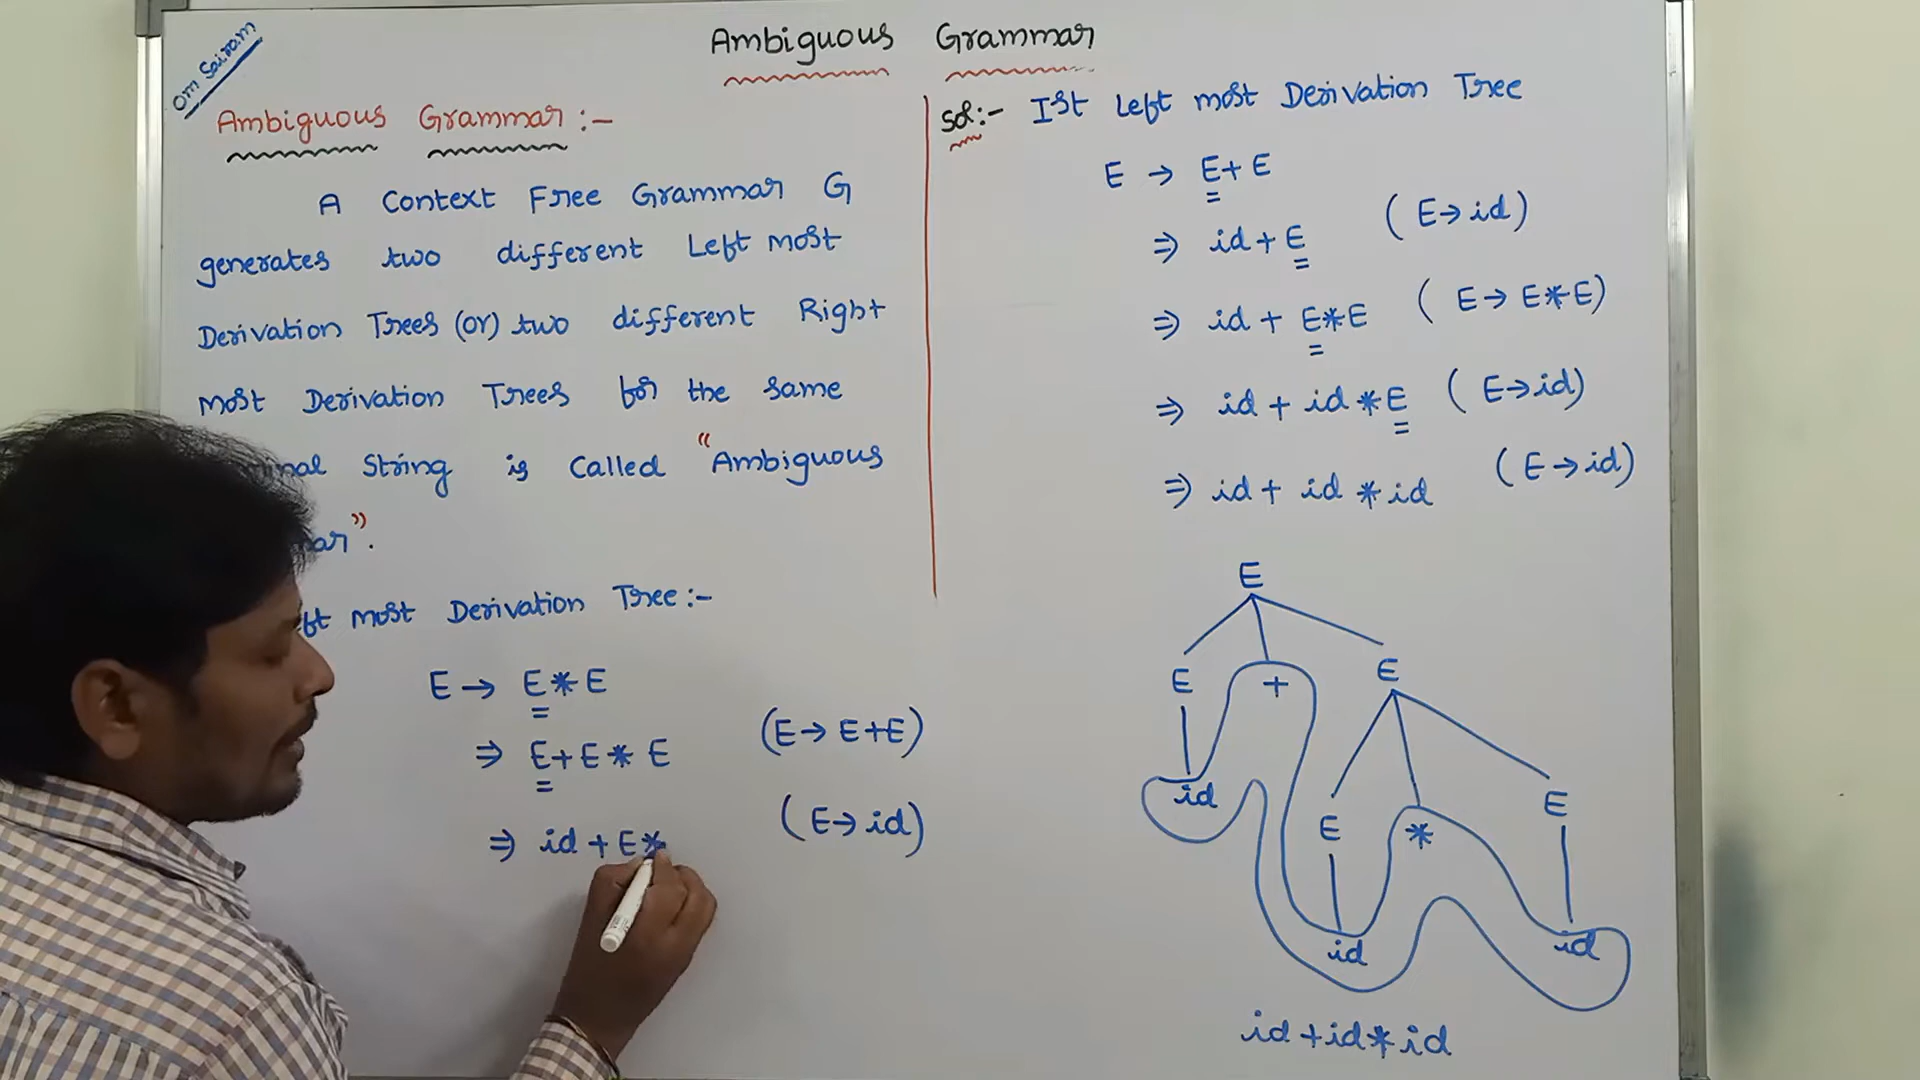 Om Sairam
Ambiguous Grammar
Ambiguous Grammar :-
A Context Free Grammar G
generates two different Left most
Derivation Trees (or) two different Right
most Derivation Trees for the same
String is Called "Ambiguous
".
most Derivation Tree :-
E → E * E
⇒ E + E * E (E → E + E)
⇒ id + E * (E → id)
Sol :- Ist Left most Derivation Tree
E → E + E
⇒ id + E (E → id)
⇒ id + E * E (E → E * E)
⇒ id + id * E (E → id)
⇒ id + id * id (E → id)
E
E + E
id E * E
id id
id + id * id